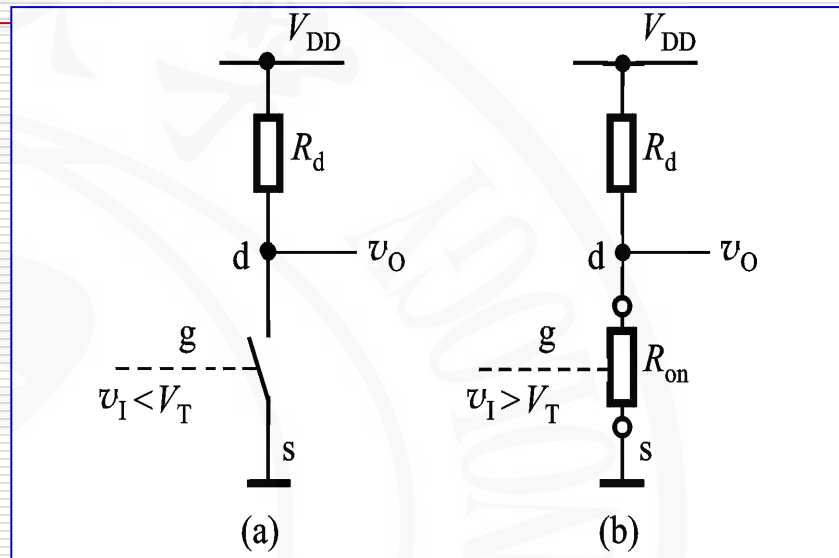 V_DD
R_d
d
v_O
g
v_I < V_T
s
(a)
V_DD
R_d
d
v_O
g
R_on
v_I > V_T
s
(b)